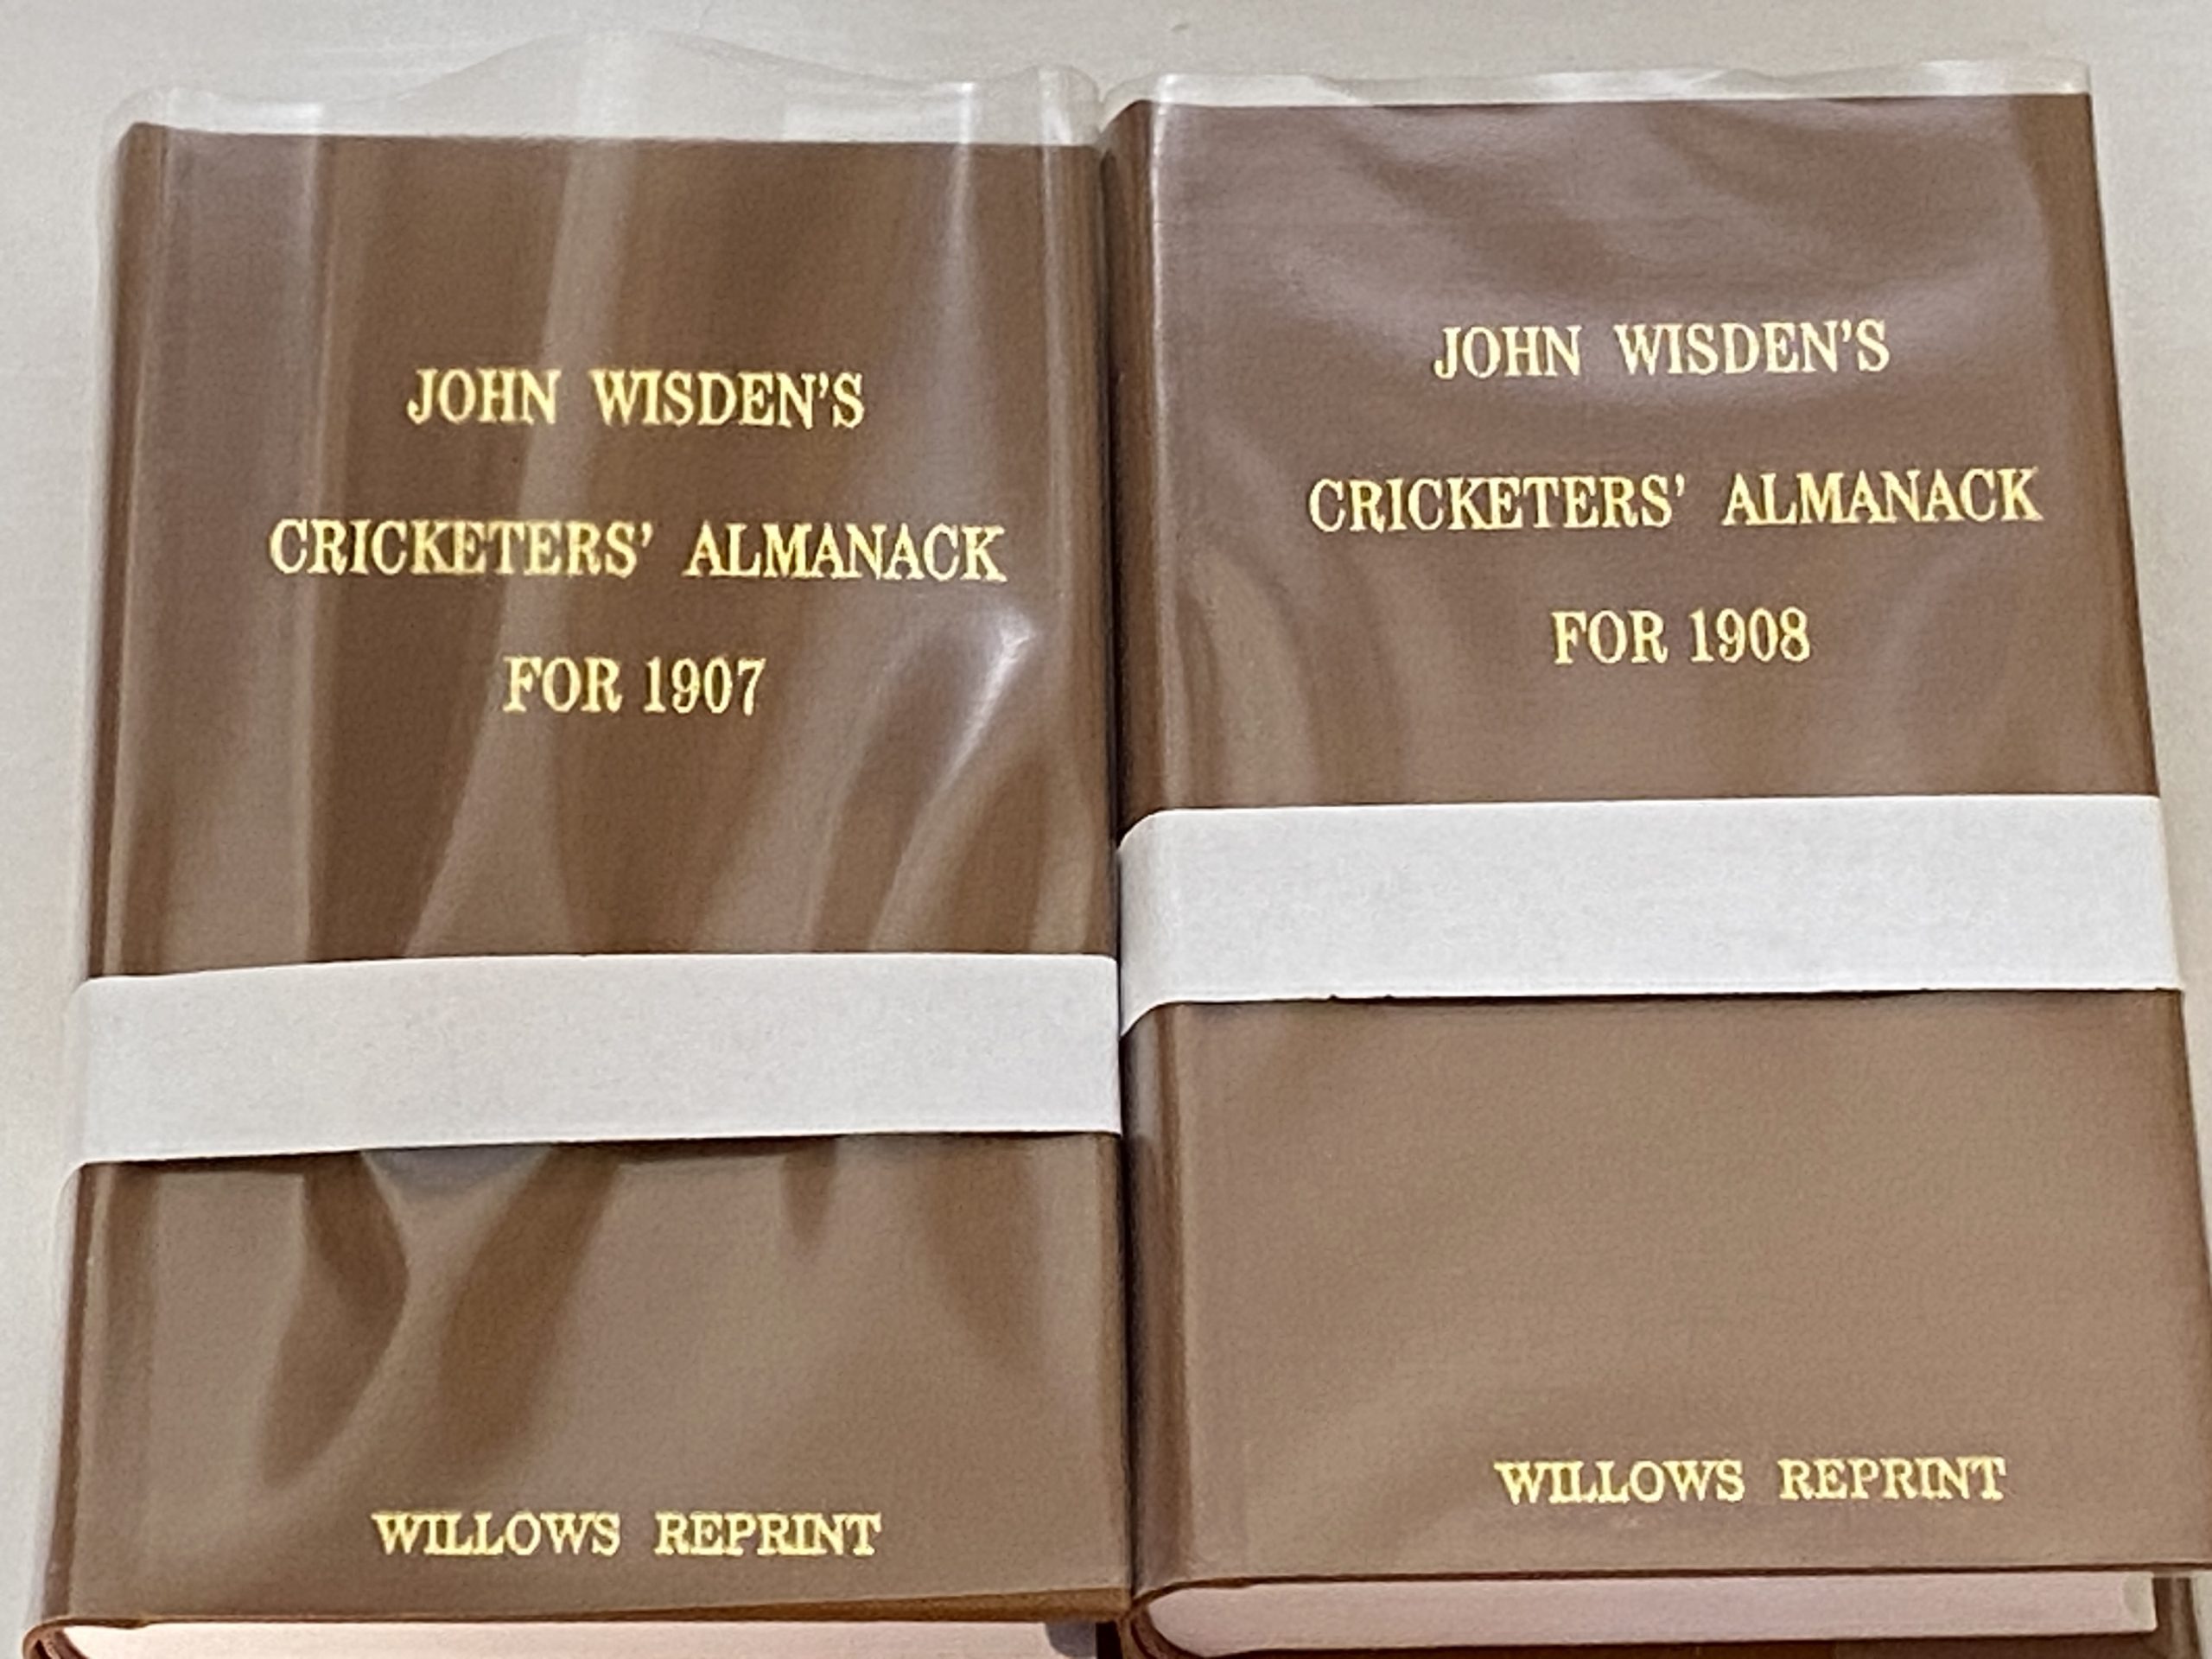 JOHN WISDEN'S
CRICKETERS' ALMANACK
FOR 1907
WILLOWS REPRINT
JOHN WISDEN'S
CRICKETERS' ALMANACK
FOR 1908
WILLOWS REPRINT